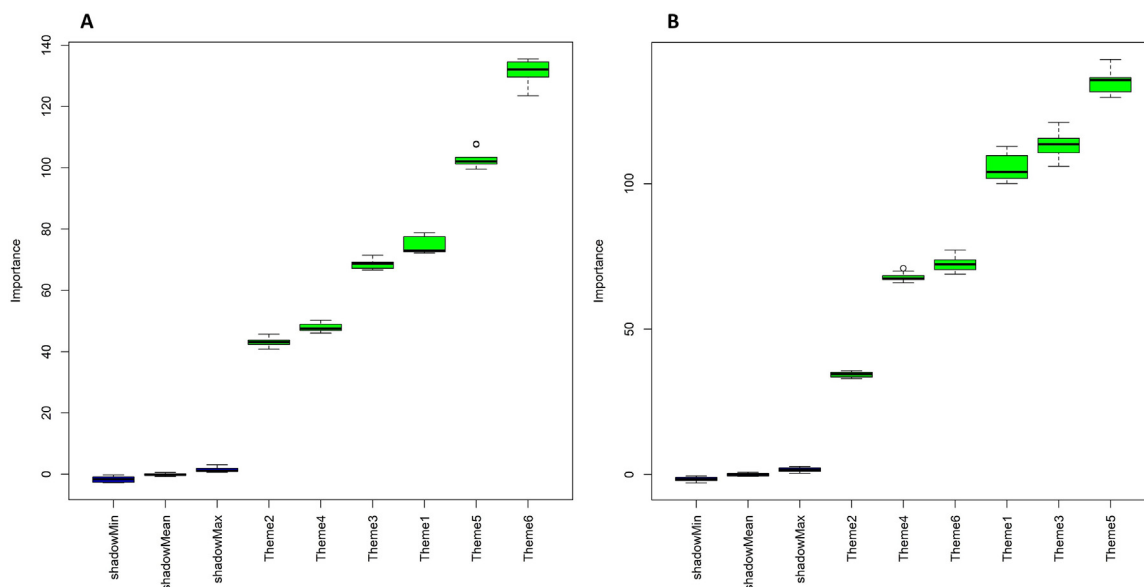 A
Importance
140
120
100
80
60
40
20
0
shadowMin
shadowMean
shadowMax
Theme2
Theme4
Theme3
Theme1
Theme5
Theme6
B
Importance
100
50
0
shadowMin
shadowMean
shadowMax
Theme2
Theme4
Theme6
Theme1
Theme3
Theme5